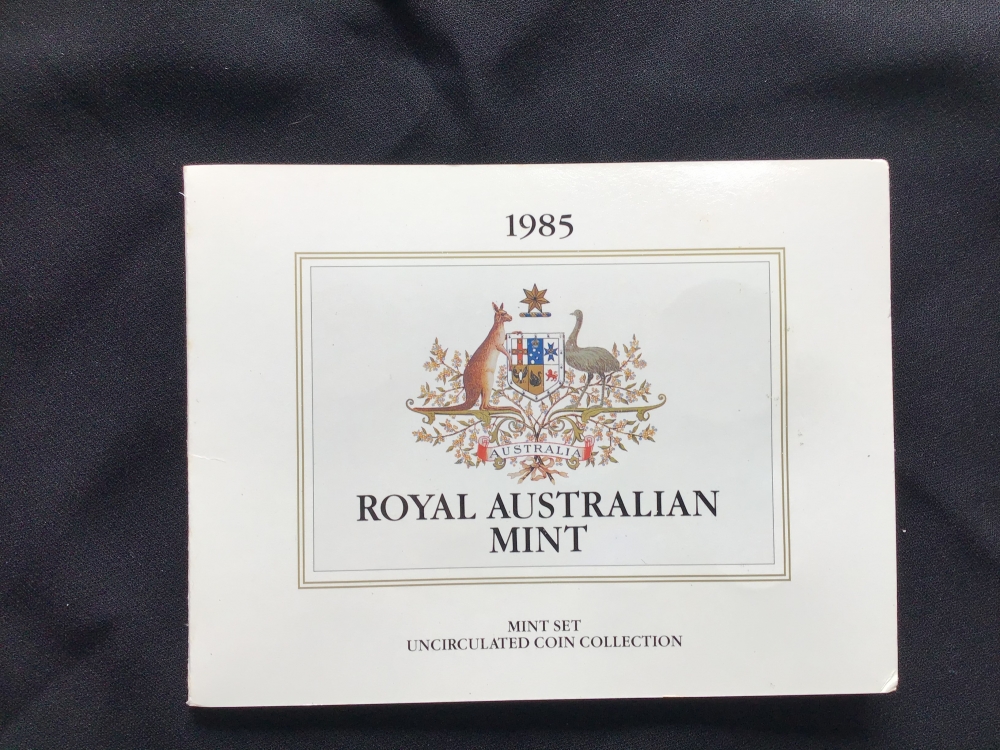 1985
AUSTRALIA
ROYAL AUSTRALIAN
MINT
MINT SET
UNCIRCULATED COIN COLLECTION